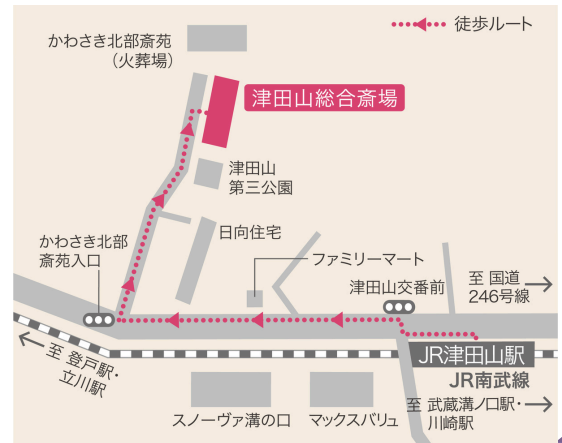 徒歩ルート
かわさき北部斎苑
（火葬場）
津田山総合斎場
津田山
第三公園
日向住宅
かわさき北部
斎苑入口
ファミリーマート
津田山交番前
至 国道
246号線
JR津田山駅
JR南武線
至 登戸駅・
立川駅
至 武蔵溝ノ口駅・
川崎駅
スノーヴァ溝の口
マックスバリュ